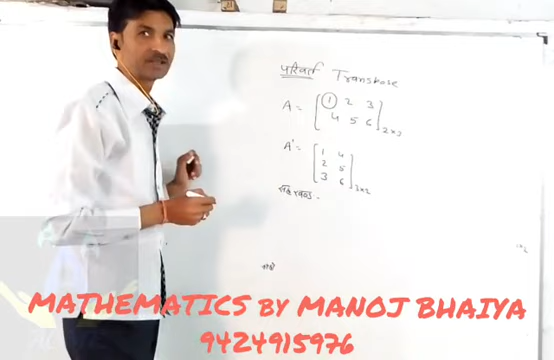 परिवर्त Transpose
A = [ ① 2 3
4 5 6 ] 2×3
A' = [ 1 4
2 5
3 6 ] 3×2
MATHEMATICS BY MANOJ BHAIYA
9424915976